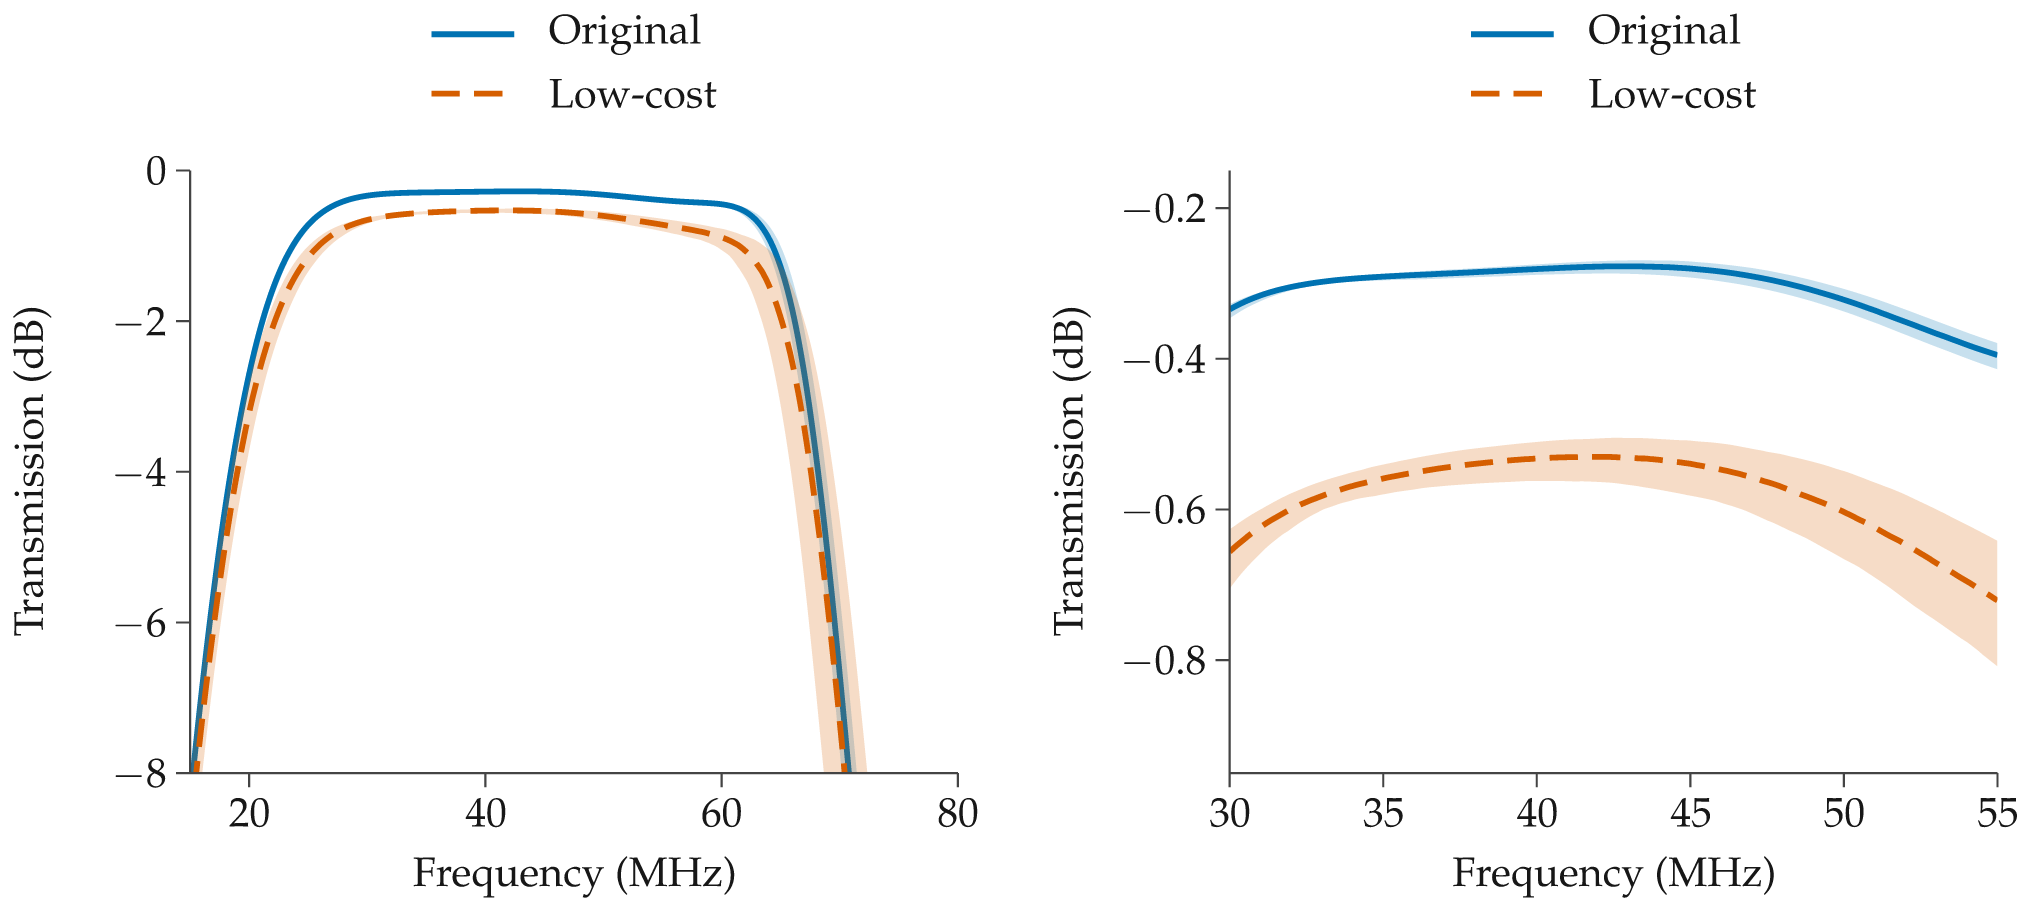 Original
Low-cost
0
−2
−4
−6
−8
Transmission (dB)
20 40 60 80
Frequency (MHz)
Original
Low-cost
−0.2
−0.4
−0.6
−0.8
Transmission (dB)
30 35 40 45 50 55
Frequency (MHz)